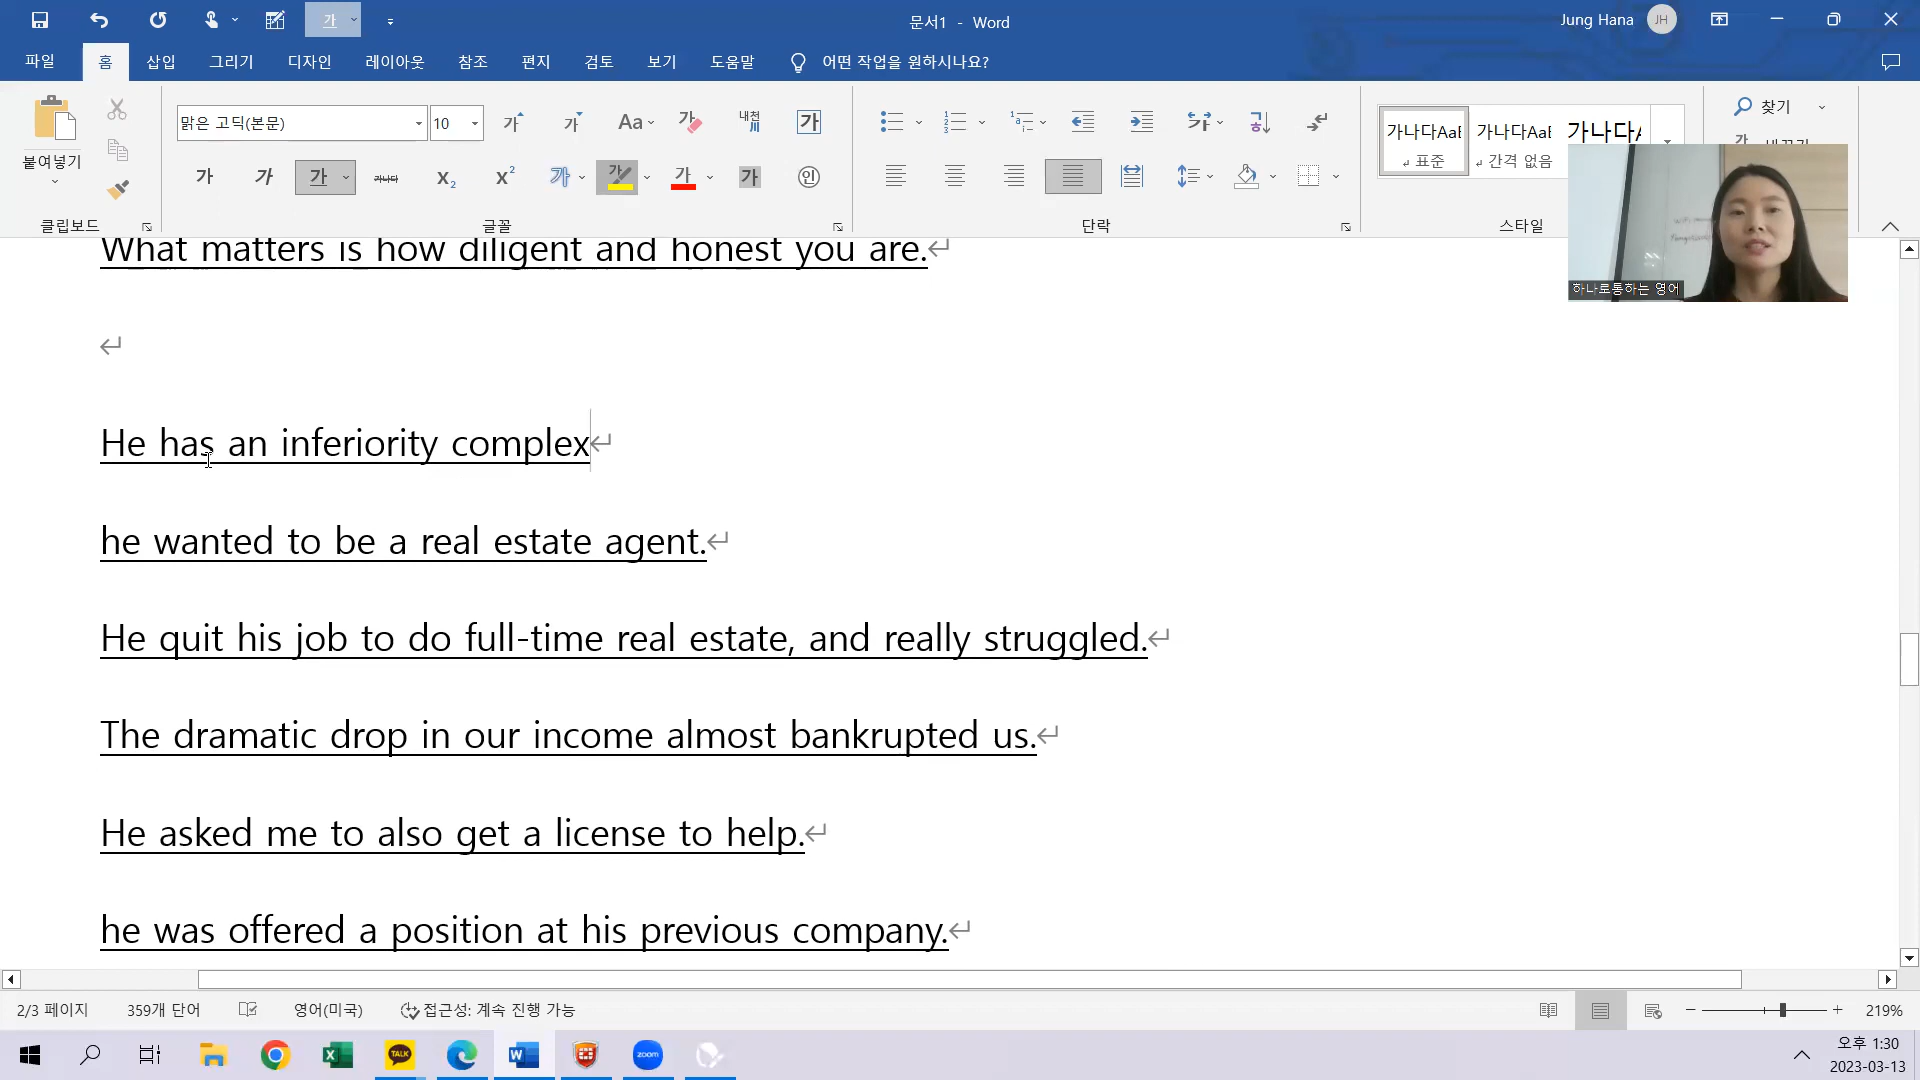 문서1 - Word
Jung Hana
JH
파일 홈 삽입 그리기 디자인 레이아웃 참조 편지 검토 보기 도움말 어떤 작업을 원하시나요?
붙여넣기
클립보드
맑은 고딕(본문) 10
글꼴
단락
가나다AaB 가나다AaB 가나다A
표준 간격 없음
스타일
찾기
하나로통하는 영어
What matters is how diligent and honest you are.
He has an inferiority complex
he wanted to be a real estate agent.
He quit his job to do full-time real estate, and really struggled.
The dramatic drop in our income almost bankrupted us.
He asked me to also get a license to help.
he was offered a position at his previous company.
2/3 페이지 359개 단어 영어(미국) 접근성: 계속 진행 가능 219%
TALK
zoom
오후 1:30
2023-03-13